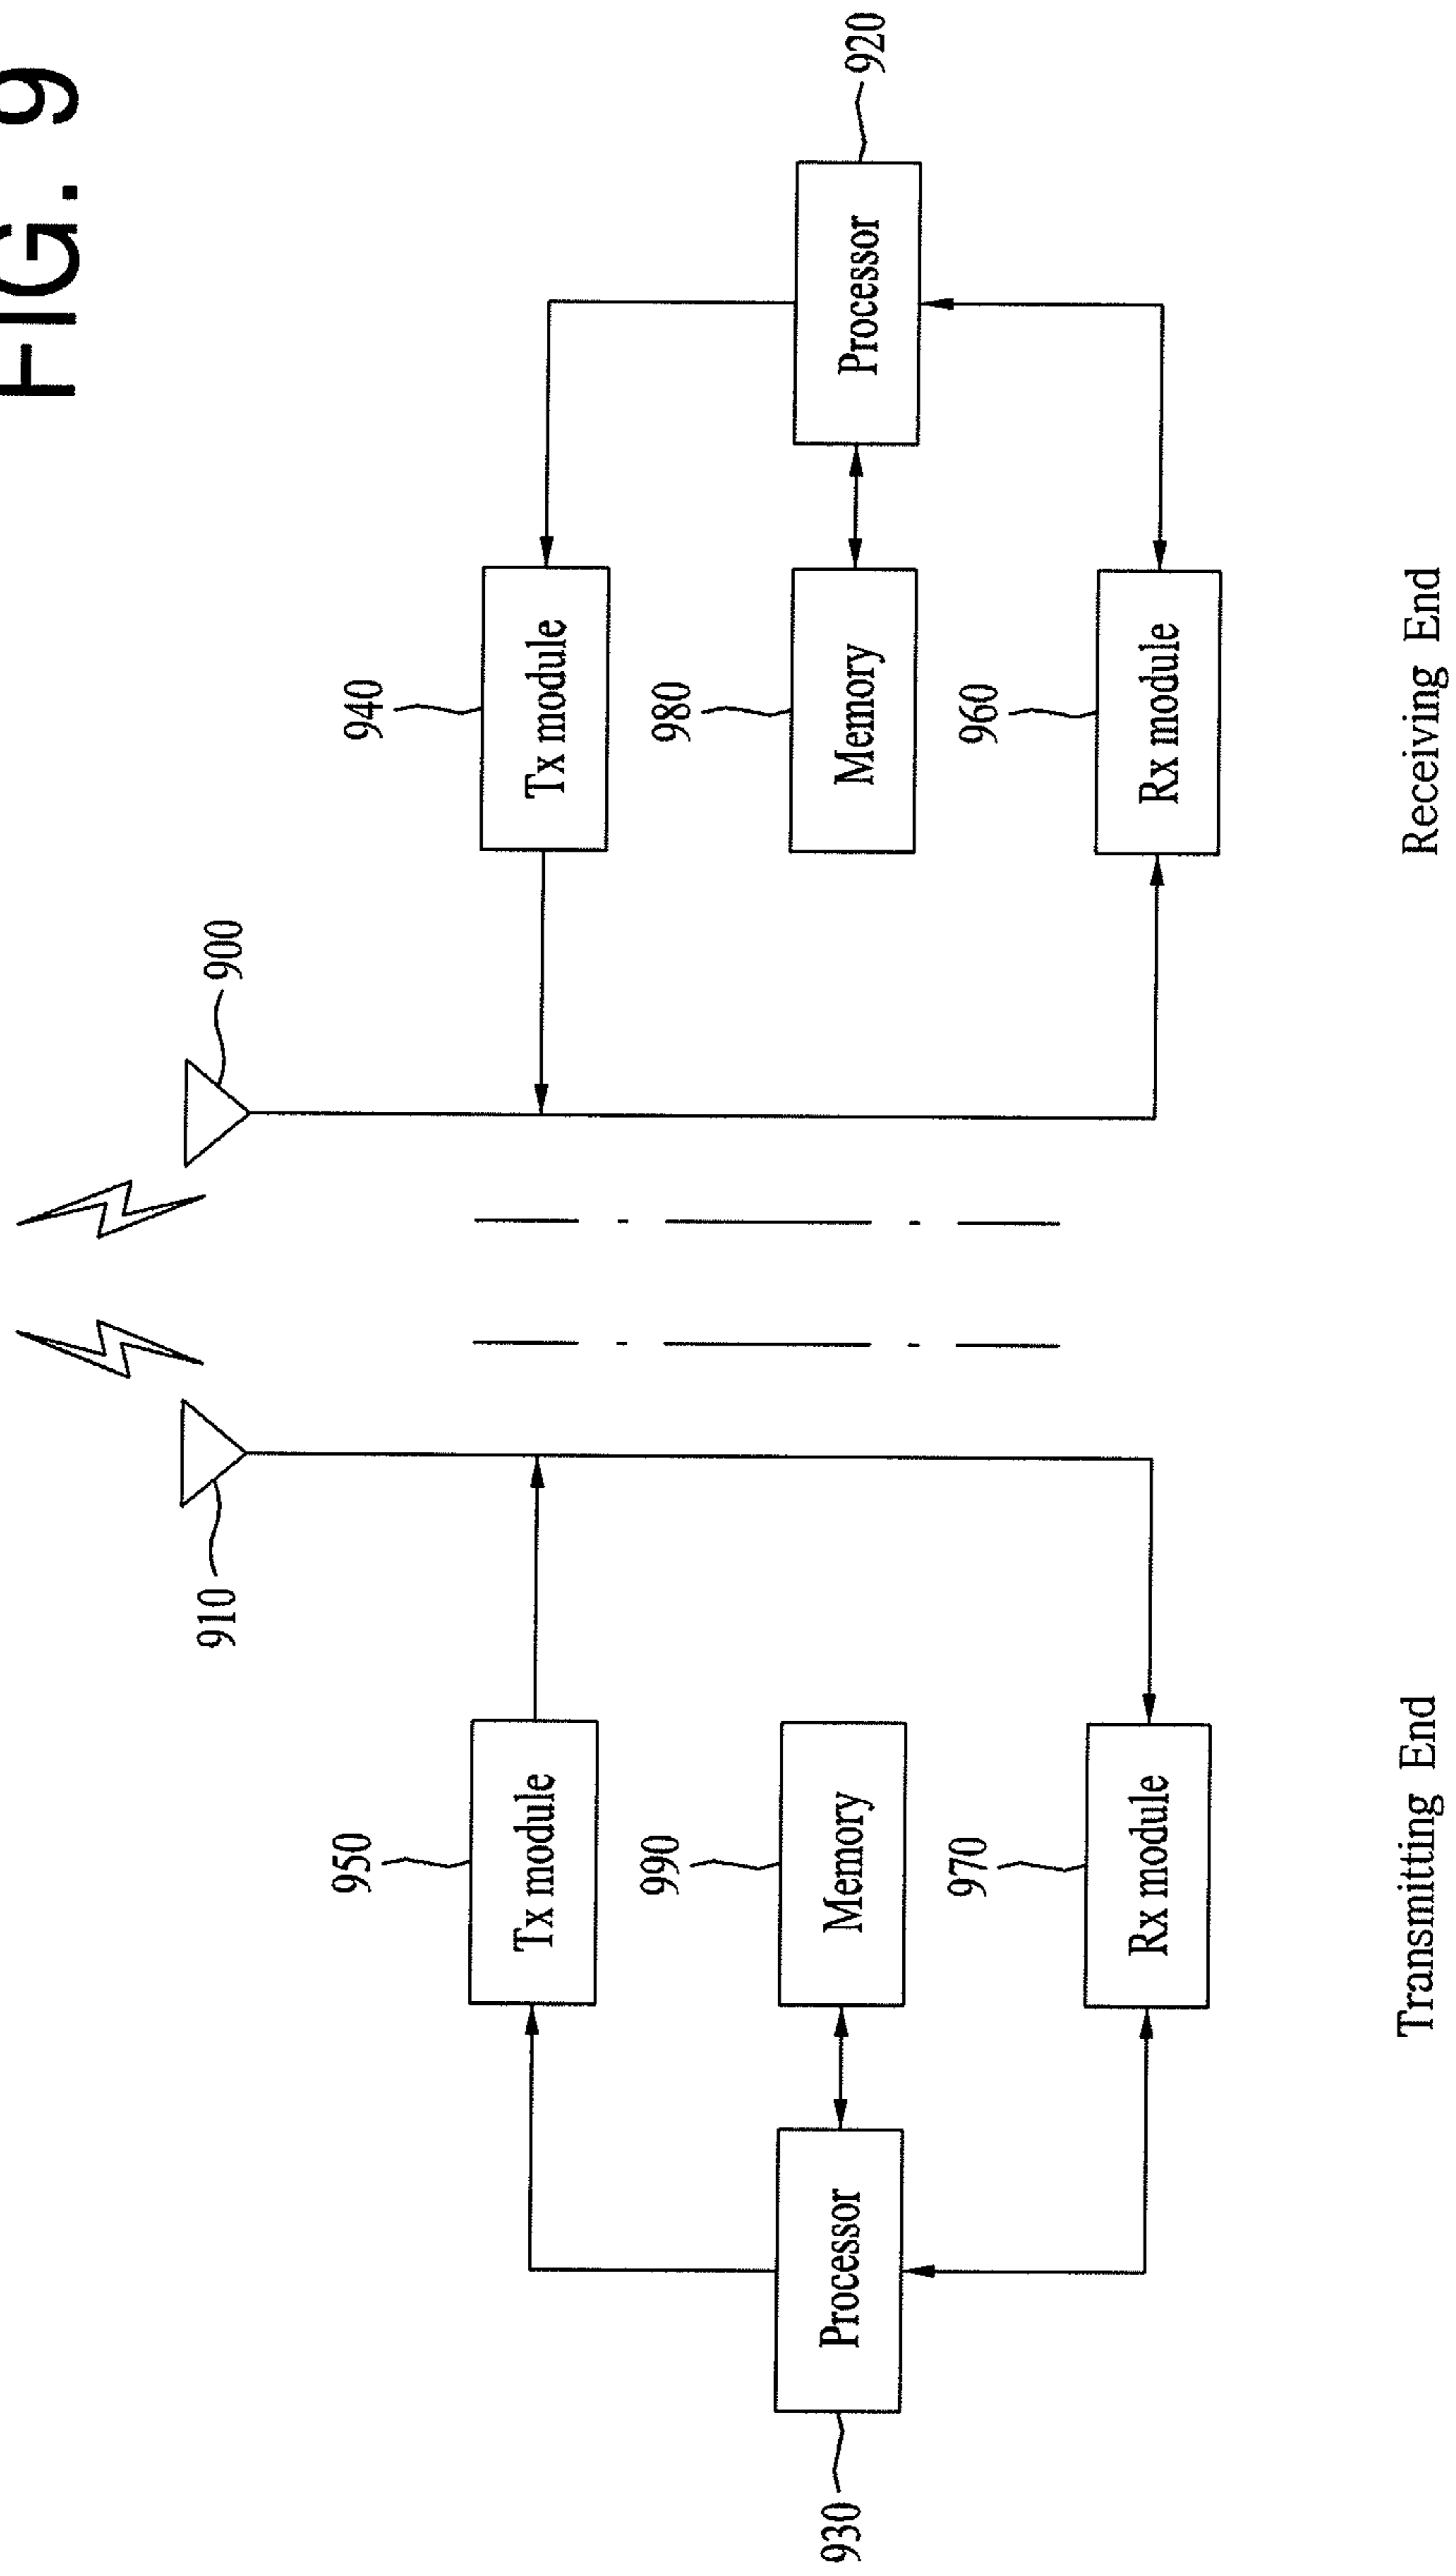 FIG. 9
910
900
950
Tx module
940
Tx module
930
Processor
990
Memory
980
Memory
920
Processor
970
Rx module
960
Rx module
Transmitting End
Receiving End